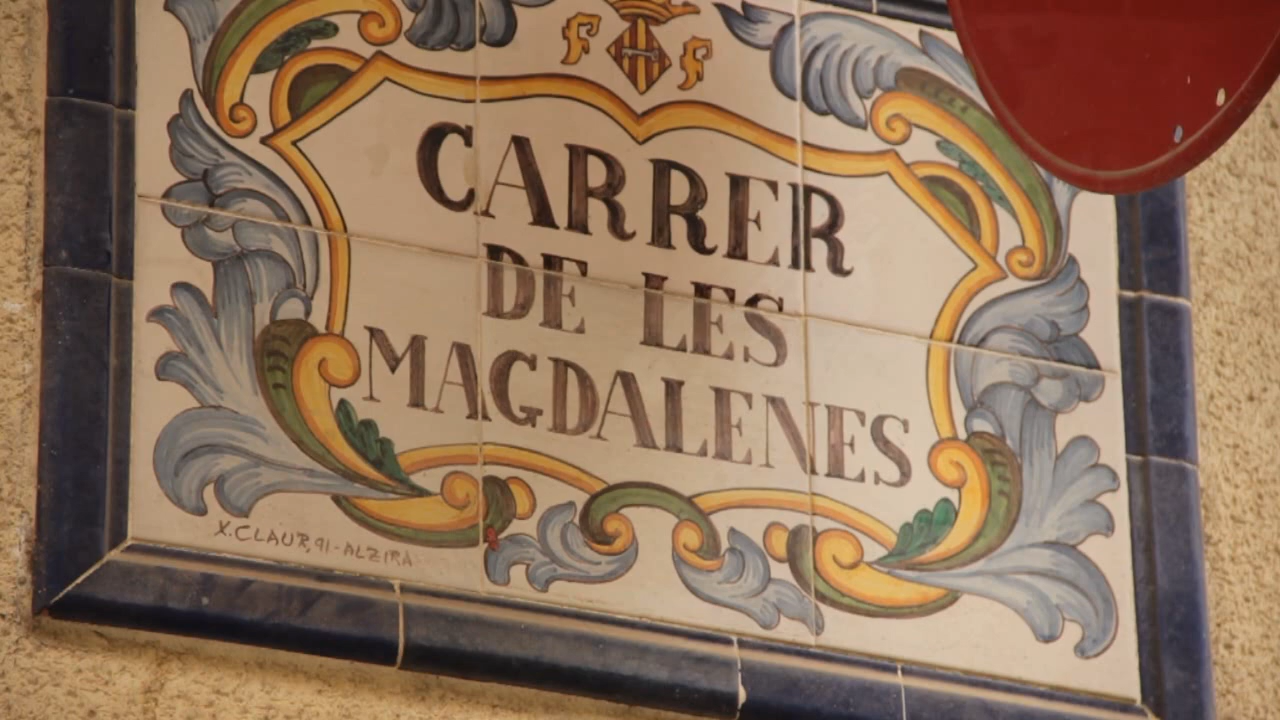 F F
CARRER
DE LES
MAGDALENES
X.CLAUR,91-ALZIRA